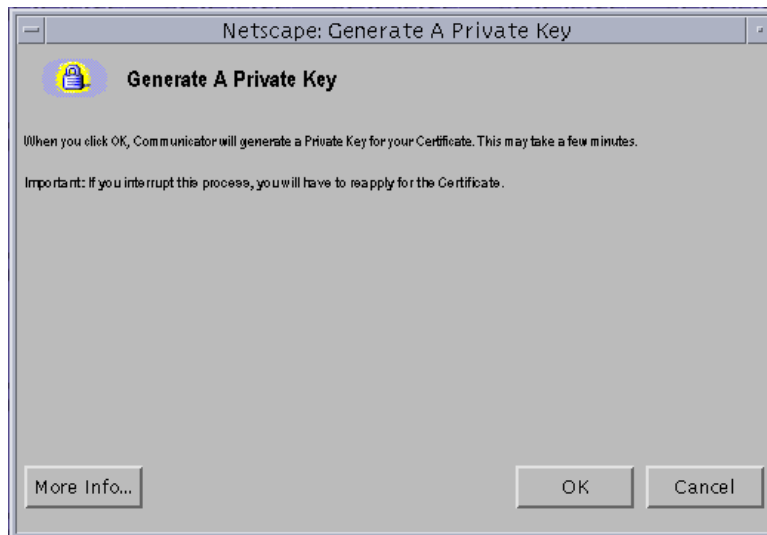 Netscape: Generate A Private Key
Generate A Private Key
When you click OK, Communicator will generate a Private Key for your Certificate. This may take a few minutes.
Important: If you interrupt this process, you will have to reapply for the Certificate.
More Info...
OK
Cancel